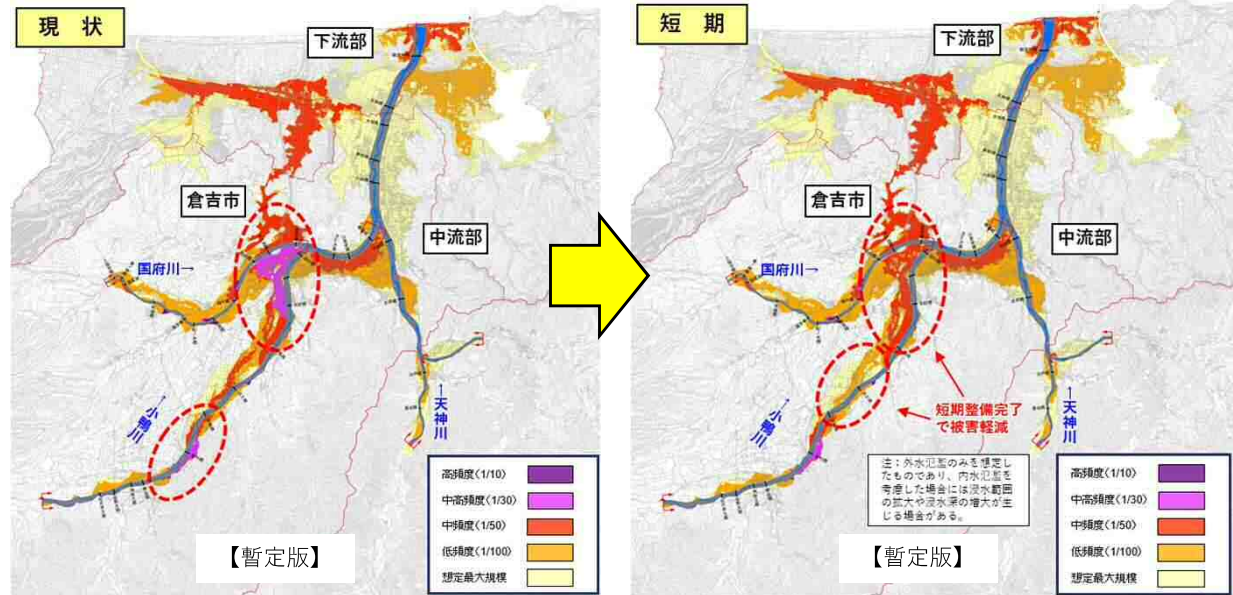 現　状
下流部
倉吉市
中流部
国府川→
→小鴨川
→天神川
高頻度(1/10)
中高頻度(1/30)
中頻度(1/50)
低頻度(1/100)
想定最大規模
【暫定版】
短　期
下流部
倉吉市
中流部
国府川→
→小鴨川
→天神川
短期整備完了
で被害軽減
注：外水氾濫のみを想定し
たものであり、内水氾濫を
考慮した場合には浸水範囲
の拡大や浸水深の増大が生
じる場合がある。
高頻度(1/10)
中高頻度(1/30)
中頻度(1/50)
低頻度(1/100)
想定最大規模
【暫定版】